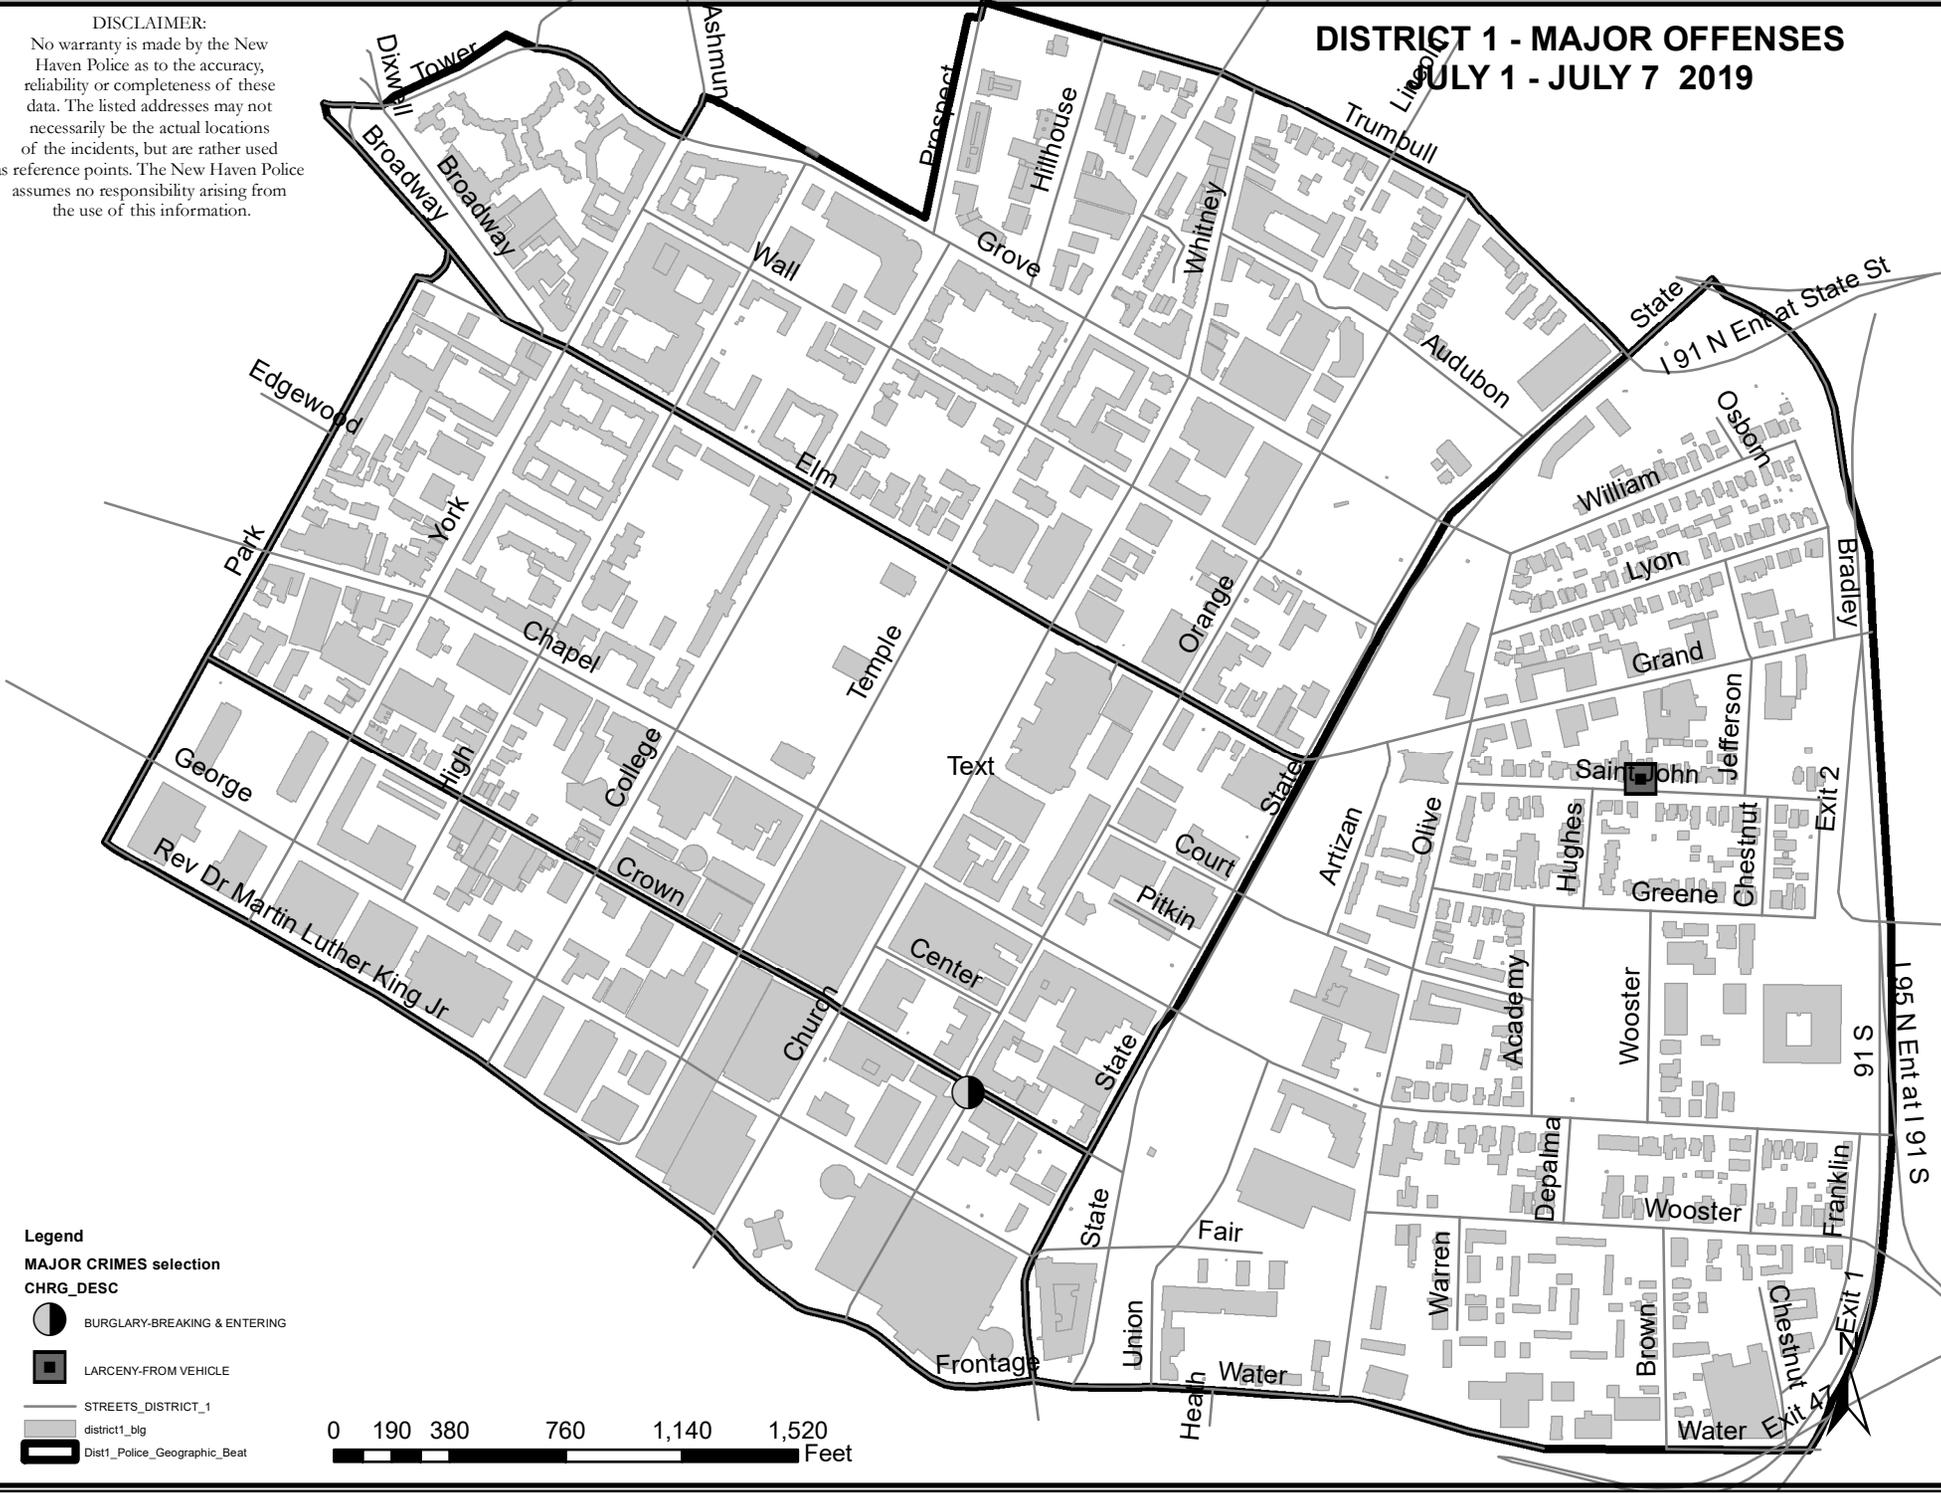 DISCLAIMER:
No warranty is made by the New
Haven Police as to the accuracy,
reliability or completeness of these
data. The listed addresses may not
necessarily be the actual locations
of the incidents, but are rather used
s reference points. The New Haven Police
assumes no responsibility arising from
the use of this information.
DISTRICT 1 - MAJOR OFFENSES
JULY 1 - JULY 7 2019
Dixwell
Tower
Ashmun
Prospect
Hillhouse
Lincoln
Trumbull
Broadway
Broadway
Wall
Grove
Whitney
Audubon
State
I 91 N Ent at State St
Edgewood
Osborn
William
Elm
York
Park
Lyon
Bradley
Orange
Chapel
Temple
Grand
High
College
Text
Jefferson
Saint John
Exit 2
George
State
Artizan
Olive
Hughes
Chestnut
Court
Greene
Rev Dr Martin Luther King Jr
Crown
Pitkin
Center
Academy
Wooster
Church
State
91 S
I 95 N Ent at I 91 S
Depalma
Franklin
Wooster
State
Fair
Warren
Union
Brown
Chestnut
Exit 1
N
Frontage
Water
Heath
Water
Exit 47
Legend
MAJOR CRIMES selection
CHRG_DESC
BURGLARY-BREAKING & ENTERING
LARCENY-FROM VEHICLE
STREETS_DISTRICT_1
district1_blg
Dist1_Police_Geographic_Beat
0 190 380 760 1,140 1,520
Feet